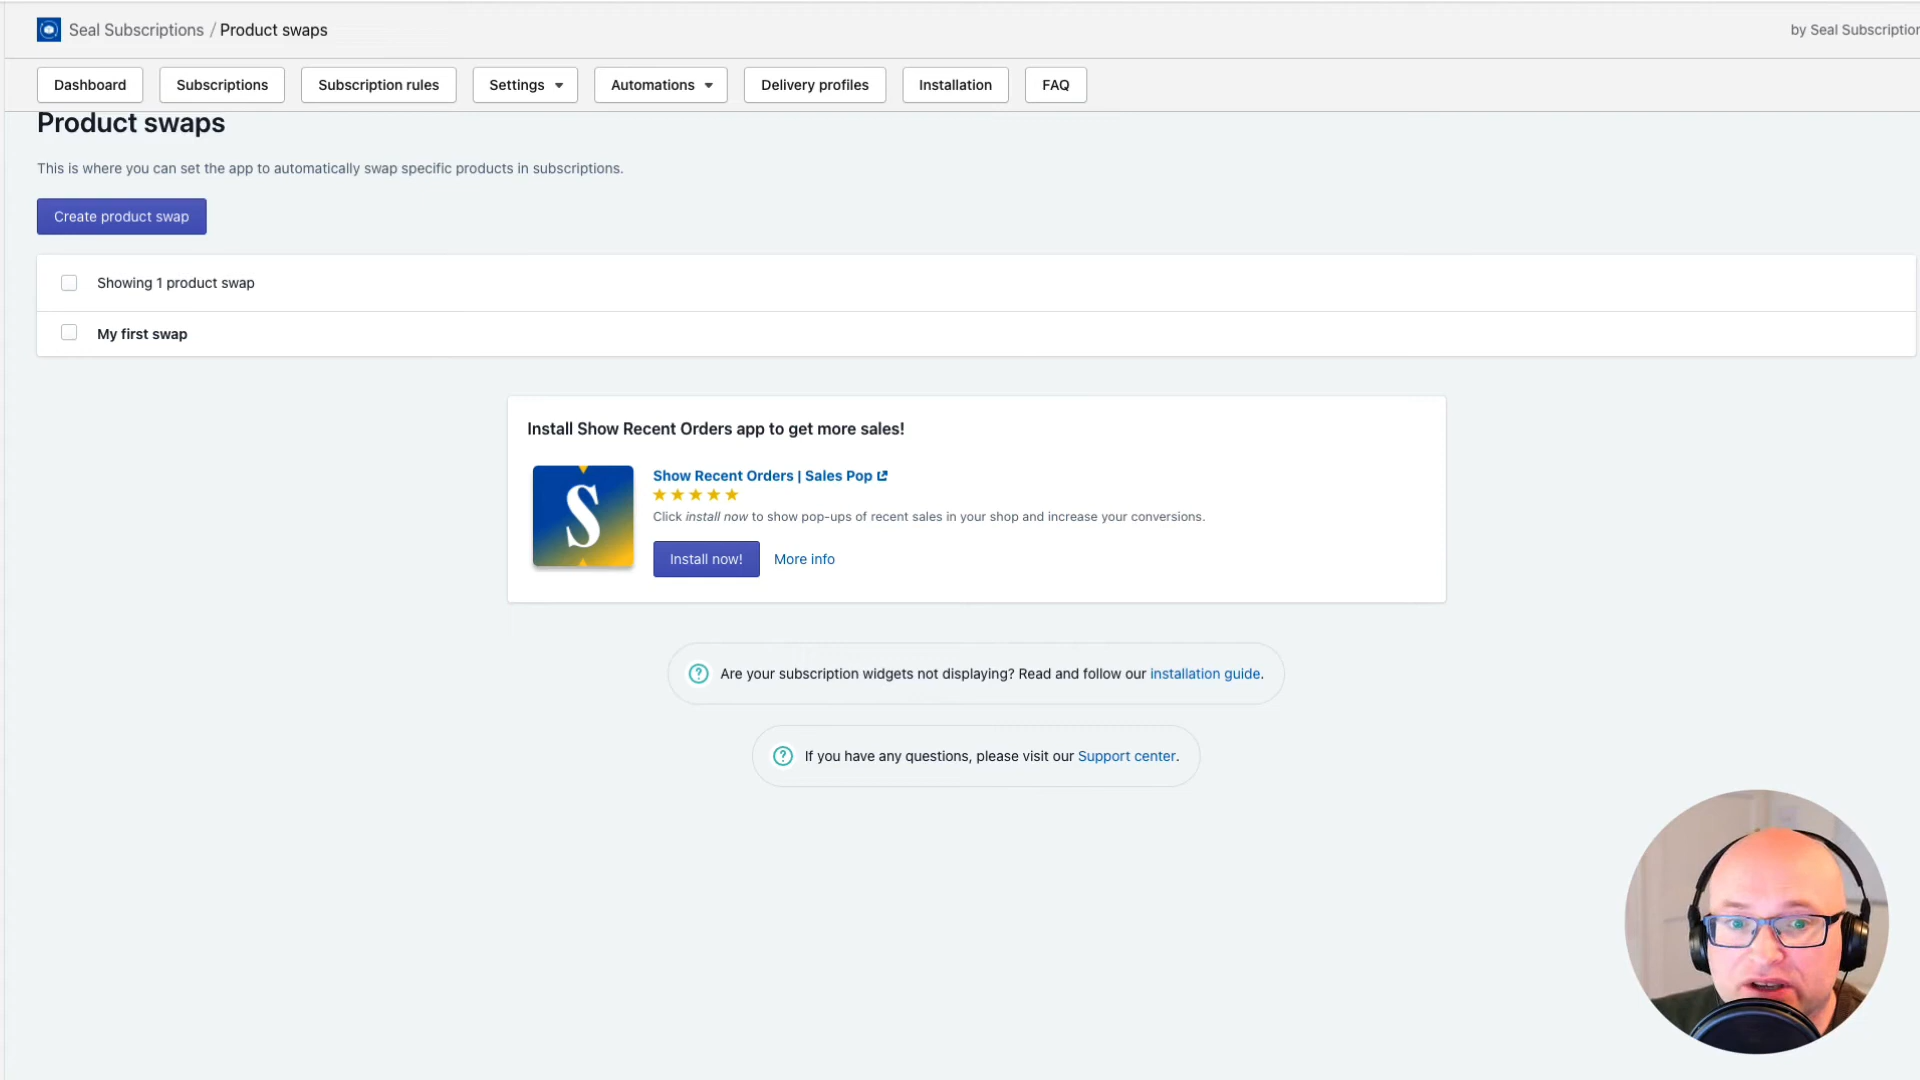 Seal Subscriptions / Product swaps
by Seal Subscription
Dashboard
Subscriptions
Subscription rules
Settings
Automations
Delivery profiles
Installation
FAQ
Product swaps
This is where you can set the app to automatically swap specific products in subscriptions.
Create product swap
Showing 1 product swap
My first swap
Install Show Recent Orders app to get more sales!
S
Show Recent Orders | Sales Pop
Click install now to show pop-ups of recent sales in your shop and increase your conversions.
Install now!
More info
Are your subscription widgets not displaying? Read and follow our installation guide.
If you have any questions, please visit our Support center.